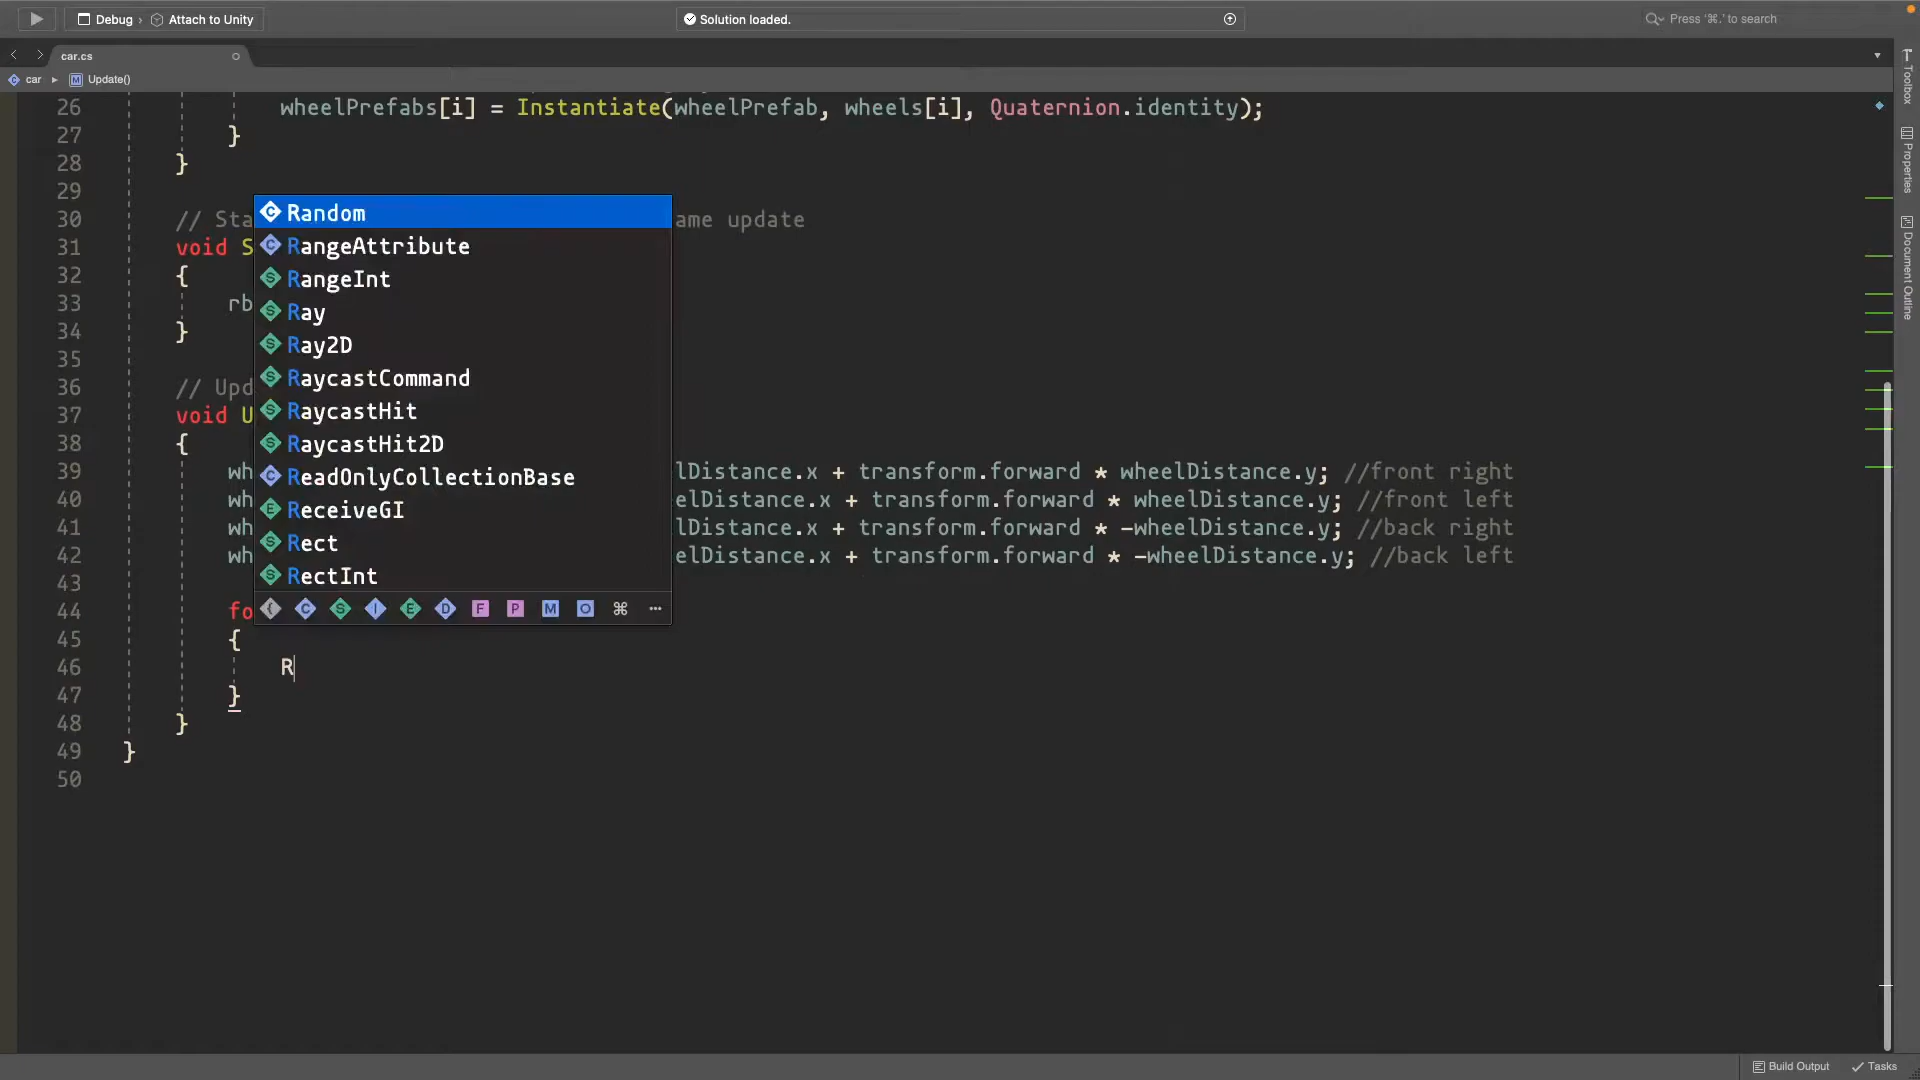 Debug › Attach to Unity
Solution loaded.
Press '⌘.' to search
car.cs
car ▸ Update()
26 wheelPrefabs[i] = Instantiate(wheelPrefab, wheels[i], Quaternion.identity);
27 }
28 }
29
30 // Sta ame update
31 void S
32 {
33 rb
34 }
35
36 // Upd
37 void U
38 {
39 wh lDistance.x + transform.forward * wheelDistance.y; //front right
40 wh elDistance.x + transform.forward * wheelDistance.y; //front left
41 wh lDistance.x + transform.forward * -wheelDistance.y; //back right
42 wh elDistance.x + transform.forward * -wheelDistance.y; //back left
43
44 fo
45 {
46 R
47 }
48 }
49 }
50
Random
RangeAttribute
RangeInt
Ray
Ray2D
RaycastCommand
RaycastHit
RaycastHit2D
ReadOnlyCollectionBase
ReceiveGI
Rect
RectInt
{ C S I E D F P M O ⌘ ···
Toolbox
Properties
Document Outline
Build Output
Tasks